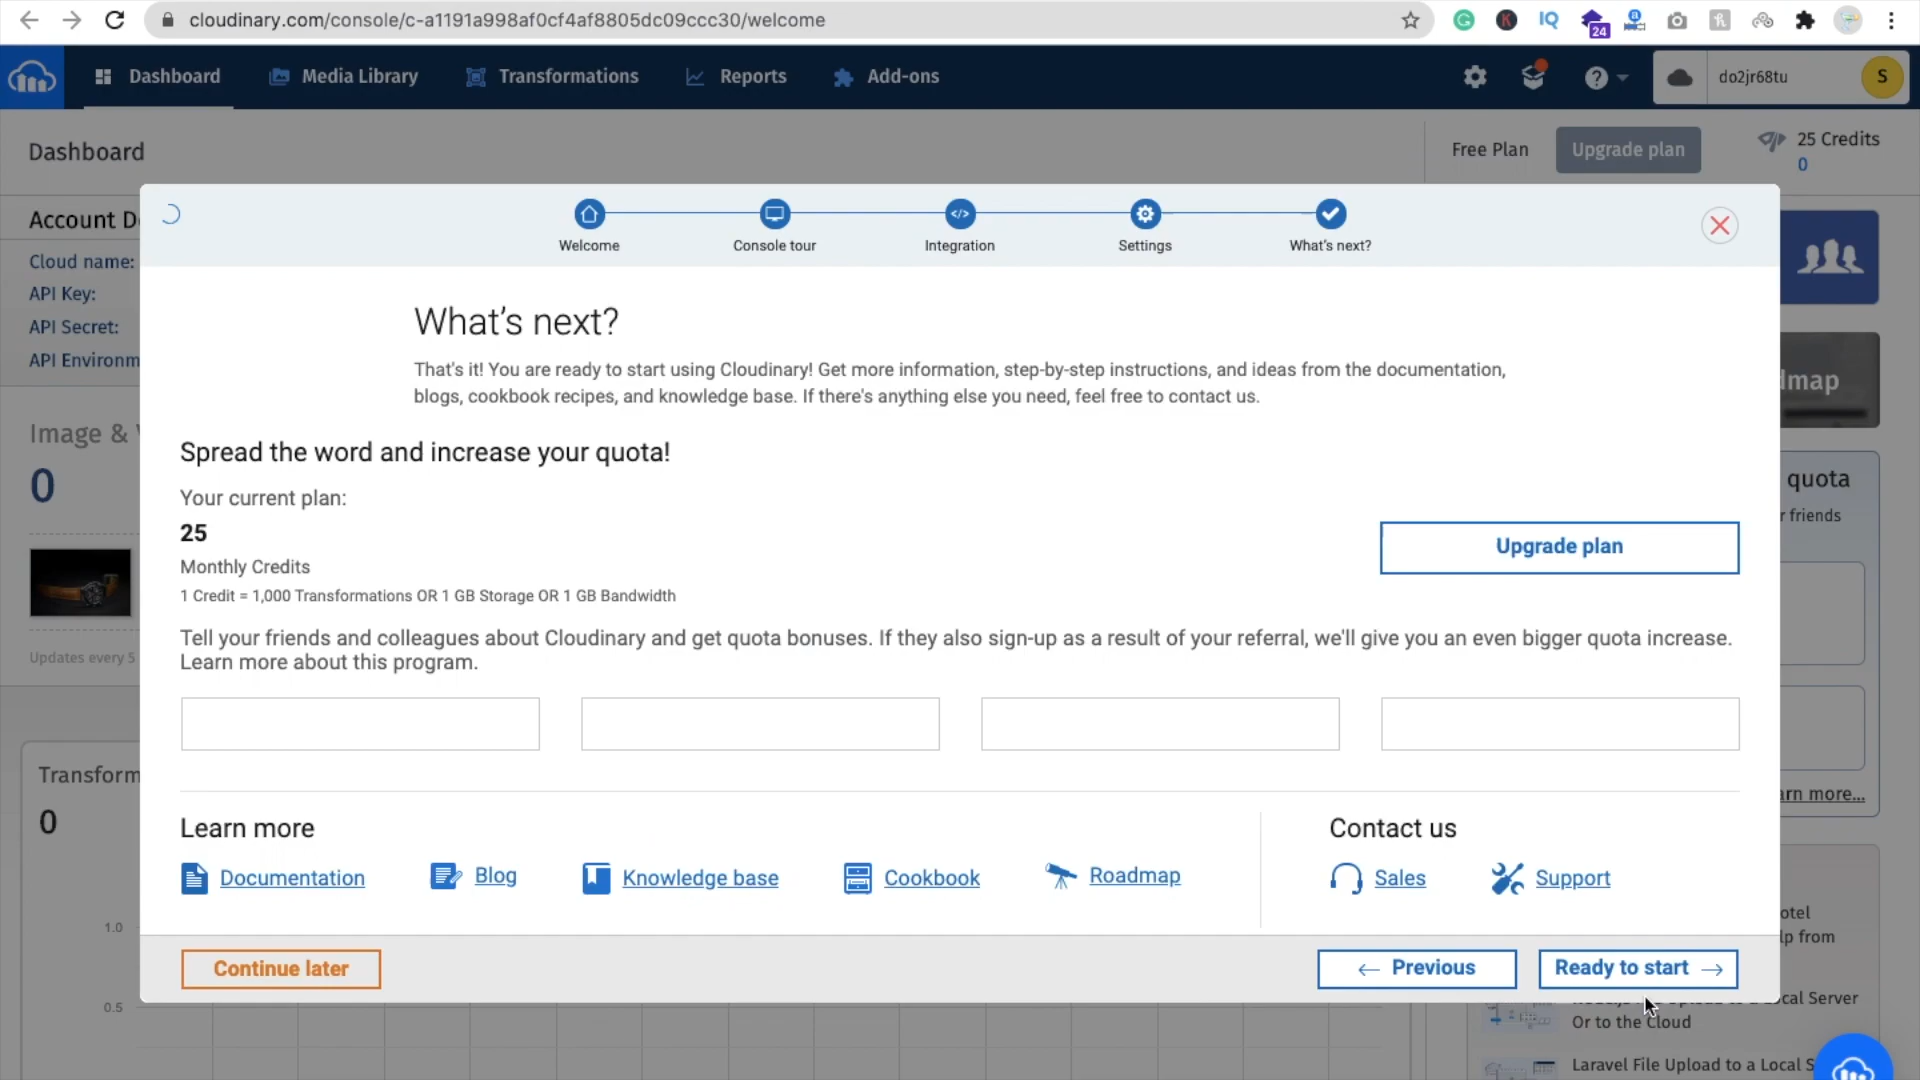 cloudinary.com/console/c-a1191a998af0cf4af8805dc09ccc30/welcome
24
Dashboard
Media Library
Transformations
Reports
Add-ons
do2jr68tu
S
Dashboard
Free Plan
Upgrade plan
25 Credits
0
Account D
Cloud name:
API Key:
API Secret:
API Environm
Image &
0
Updates every 5
Transform
0
1.0
0.5
Welcome
Console tour
Integration
Settings
What's next?
What's next?
That's it! You are ready to start using Cloudinary! Get more information, step-by-step instructions, and ideas from the documentation,
blogs, cookbook recipes, and knowledge base. If there's anything else you need, feel free to contact us.
Spread the word and increase your quota!
Your current plan:
25
Monthly Credits
1 Credit = 1,000 Transformations OR 1 GB Storage OR 1 GB Bandwidth
Upgrade plan
Tell your friends and colleagues about Cloudinary and get quota bonuses. If they also sign-up as a result of your referral, we'll give you an even bigger quota increase.
Learn more about this program.
Learn more
Documentation
Blog
Knowledge base
Cookbook
Roadmap
Contact us
Sales
Support
Continue later
← Previous
Ready to start →
dmap
quota
r friends
arn more...
otel
lp from
cal Server
Or to the Cloud
Laravel File Upload to a Local S